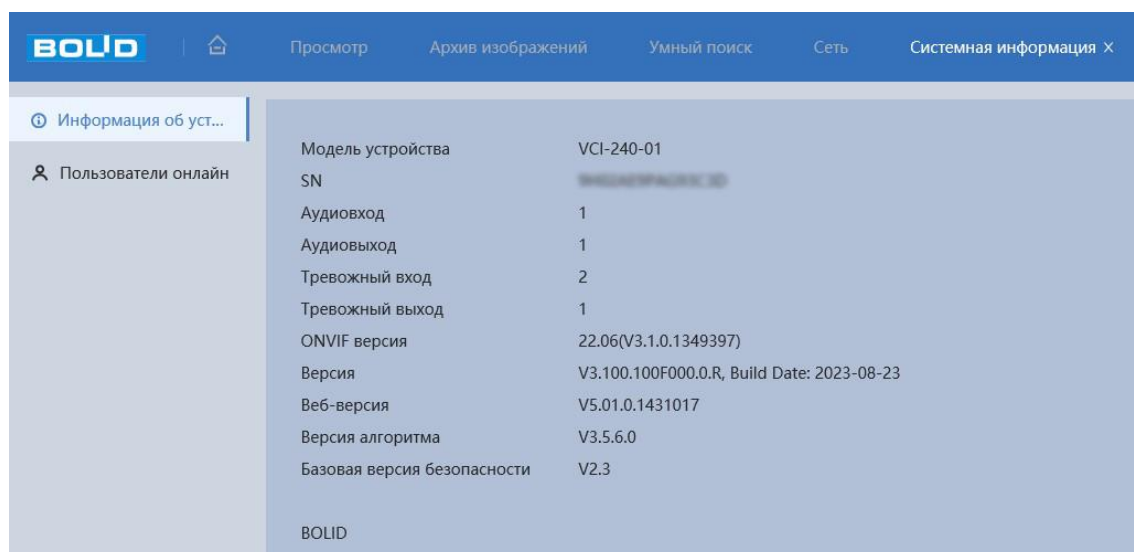 BOLID
Просмотр Архив изображений Умный поиск Сеть Системная информация X
Информация об уст...
Пользователи онлайн
Модель устройства VCI-240-01
SN
Аудиовход 1
Аудиовыход 1
Тревожный вход 2
Тревожный выход 1
ONVIF версия 22.06(V3.1.0.1349397)
Версия V3.100.100F000.0.R, Build Date: 2023-08-23
Веб-версия V5.01.0.1431017
Версия алгоритма V3.5.6.0
Базовая версия безопасности V2.3
BOLID